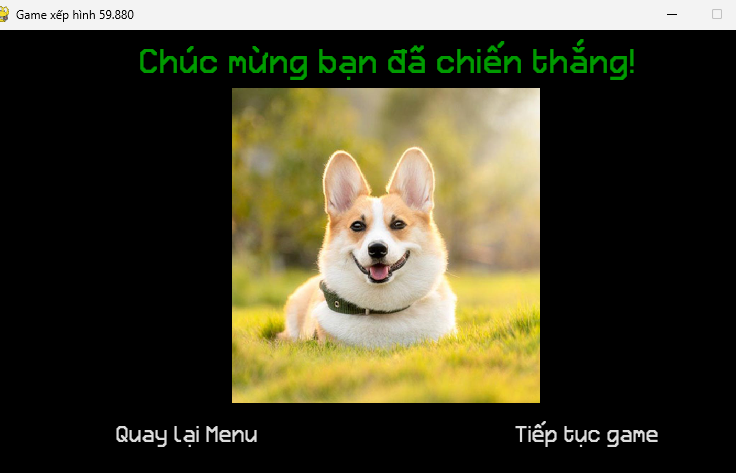 Game xếp hình 59.880
Chúc mừng bạn đã chiến thắng!
Quay lại Menu
Tiếp tục game